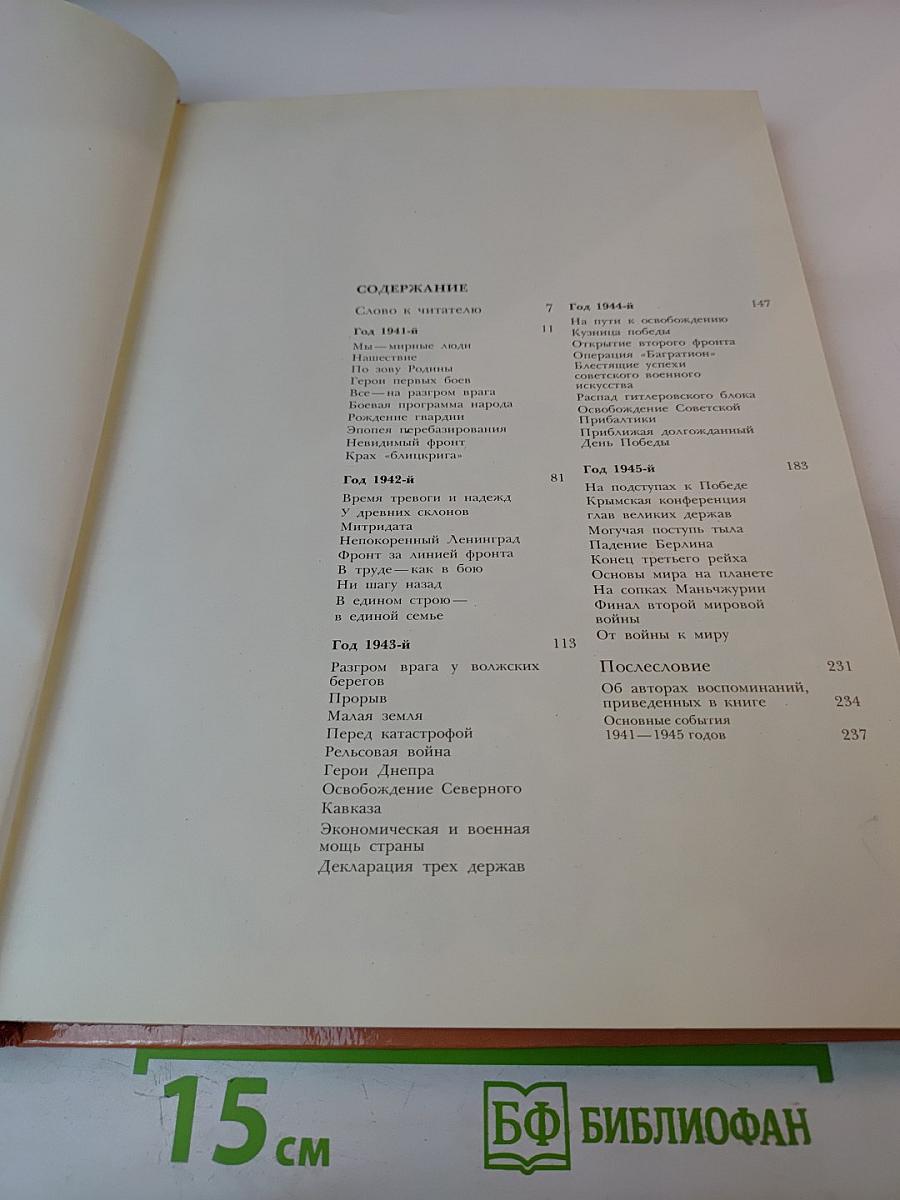 СОДЕРЖАНИЕ
Слово к читателю 7
Год 1941-й 11
Мы — мирные люди
Нашествие
По зову Родины
Герои первых боев
Все — на разгром врага
Боевая программа народа
Рождение гвардии
Эпопея перебазирования
Невидимый фронт
Крах «блицкрига»
Год 1942-й 81
Время тревоги и надежд
У древних склонов
Митридата
Непокоренный Ленинград
Фронт за линией фронта
В труде — как в бою
Ни шагу назад
В едином строю —
в единой семье
Год 1943-й 113
Разгром врага у волжских
берегов
Прорыв
Малая земля
Перед катастрофой
Рельсовая война
Герои Днепра
Освобождение Северного
Кавказа
Экономическая и военная
мощь страны
Декларация трех держав
Год 1944-й 147
На пути к освобождению
Кузница победы
Открытие второго фронта
Операция «Багратион»
Блестящие успехи
советского военного
искусства
Распад гитлеровского блока
Освобождение Советской
Прибалтики
Приближая долгожданный
День Победы
Год 1945-й 183
На подступах к Победе
Крымская конференция
глав великих держав
Могучая поступь тыла
Падение Берлина
Конец третьего рейха
Основы мира на планете
На сопках Маньчжурии
Финал второй мировой
войны
От войны к миру
Послесловие 231
Об авторах воспоминаний,
приведенных в книге 234
Основные события
1941—1945 годов 237
15 см
БФ БИБЛИОФАН